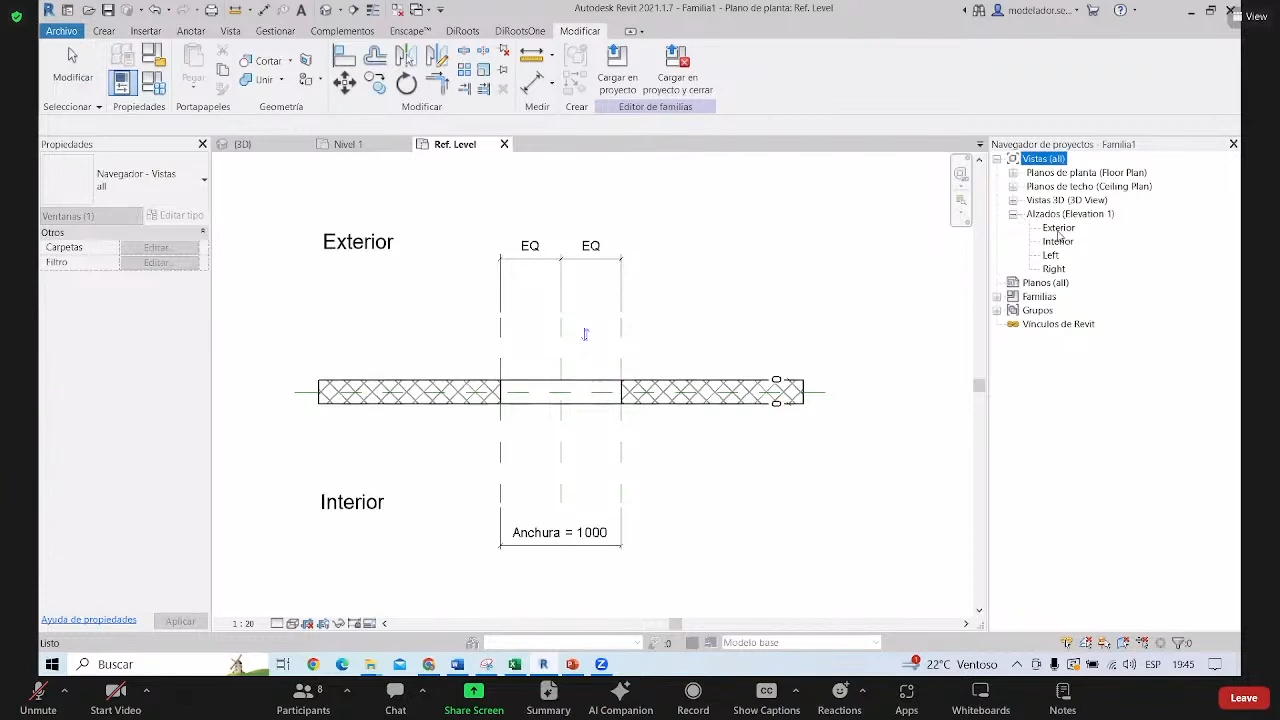 View
Autodesk Revit 2021.1.7 - Familia1 - Plano de planta: Ref. Level
modelador.se...
Archivo Crear Insertar Anotar Vista Gestionar Complementos Enscape™ DiRoots DiRootsOne Modificar
Modificar
Pegar
Cortar
Unir
Cargar en proyecto
Cargar en proyecto y cerrar
Seleccionar Propiedades Portapapeles Geometría Modificar Medir Crear Editor de familias
Propiedades
(3D)
Nivel 1
Ref. Level
Navegador de proyectos - Familia1
Navegador - Vistas
all
Ventanas (1)
Editar tipo
Otros
Carpetas Editar...
Filtro Editar...
Vistas (all)
Planos de planta (Floor Plan)
Planos de techo (Ceiling Plan)
Vistas 3D (3D View)
Alzados (Elevation 1)
Exterior
Interior
Left
Right
Planos (all)
Familias
Grupos
Vínculos de Revit
Exterior
EQ EQ
Interior
Anchura = 1000
Ayuda de propiedades
Aplicar
1 : 20
Listo
:0
Modelo base
:0
Buscar
22°C Ventoso
ESP
19:45
Unmute
Start Video
Participants
8
Chat
Share Screen
Summary
AI Companion
Record
Show Captions
Reactions
Apps
Whiteboards
Notes
Leave